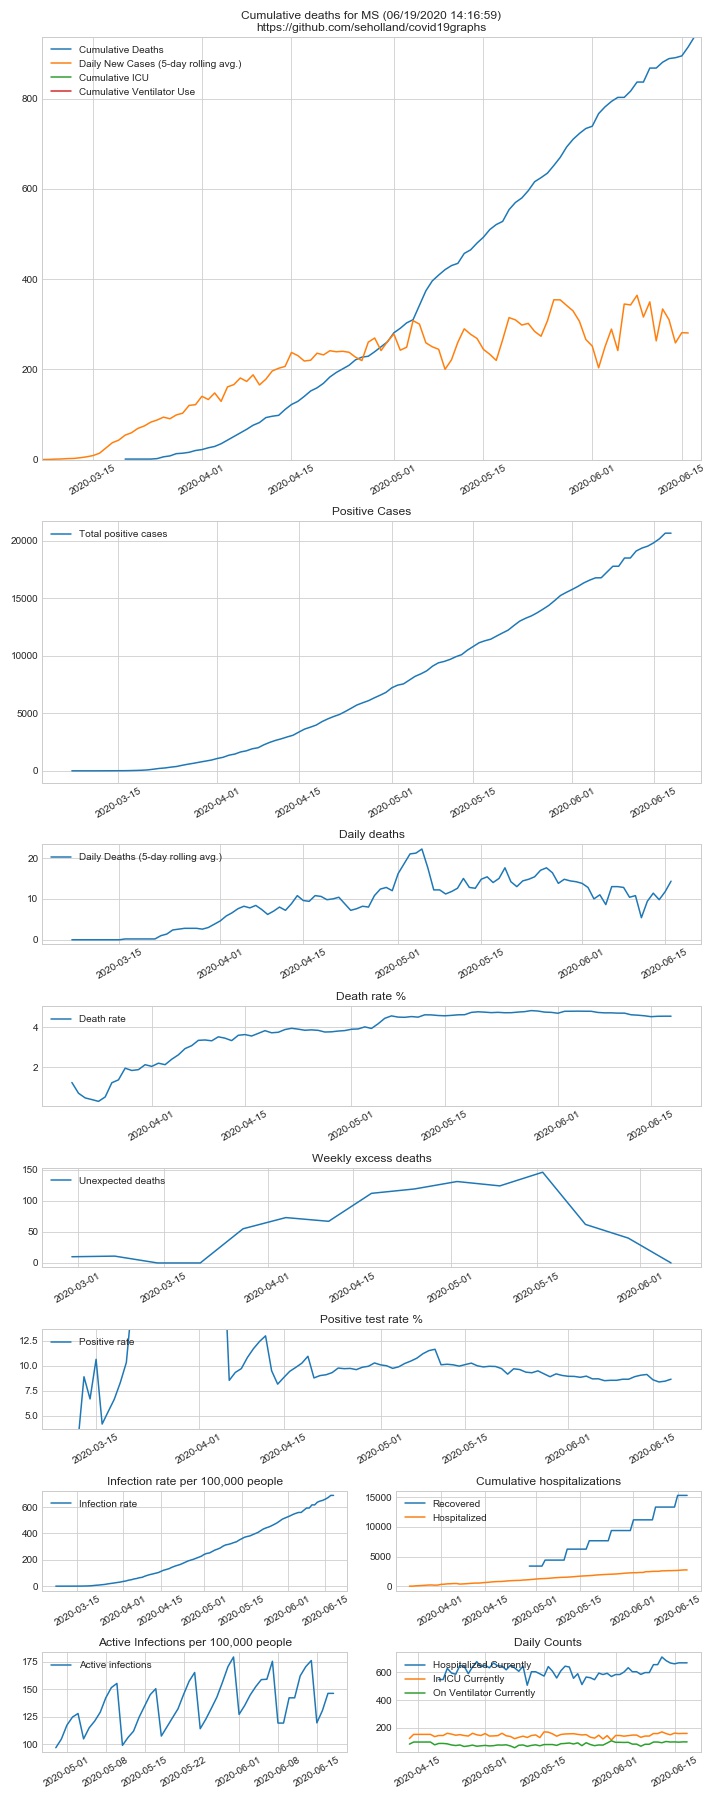 Cumulative deaths for MS (06/19/2020 14:16:59)
https://github.com/seholland/covid19graphs
Cumulative Deaths
Daily New Cases (5-day rolling avg.)
Cumulative ICU
Cumulative Ventilator Use
800
600
400
200
0
2020-03-15 2020-04-01 2020-04-15 2020-05-01 2020-05-15 2020-06-01 2020-06-15
Positive Cases
Total positive cases
20000
15000
10000
5000
0
2020-03-15 2020-04-01 2020-04-15 2020-05-01 2020-05-15 2020-06-01 2020-06-15
Daily deaths
Daily Deaths (5-day rolling avg.)
20
10
0
2020-03-15 2020-04-01 2020-04-15 2020-05-01 2020-05-15 2020-06-01 2020-06-15
Death rate %
Death rate
4
2
2020-04-01 2020-04-15 2020-05-01 2020-05-15 2020-06-01 2020-06-15
Weekly excess deaths
Unexpected deaths
150
100
50
0
2020-03-01 2020-03-15 2020-04-01 2020-04-15 2020-05-01 2020-05-15 2020-06-01
Positive test rate %
Positive rate
12.5
10.0
7.5
5.0
2020-03-15 2020-04-01 2020-04-15 2020-05-01 2020-05-15 2020-06-01 2020-06-15
Infection rate per 100,000 people
Infection rate
600
400
200
0
2020-03-15 2020-04-01 2020-04-15 2020-05-01 2020-05-15 2020-06-01 2020-06-15
Cumulative hospitalizations
Recovered
Hospitalized
15000
10000
5000
0
2020-04-01 2020-04-15 2020-05-01 2020-05-15 2020-06-01 2020-06-15
Active Infections per 100,000 people
Active infections
175
150
125
100
2020-05-01 2020-05-08 2020-05-15 2020-05-22 2020-06-01 2020-06-08 2020-06-15
Daily Counts
Hospitalized Currently
In ICU Currently
On Ventilator Currently
600
400
200
2020-04-15 2020-05-01 2020-05-15 2020-06-01 2020-06-15